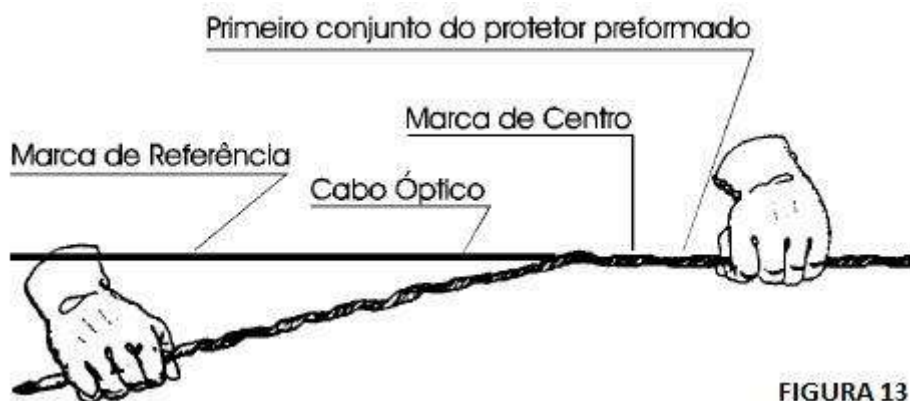 Primeiro conjunto do protetor preformado
Marca de Centro
Marca de Referência
Cabo Óptico
FIGURA 13